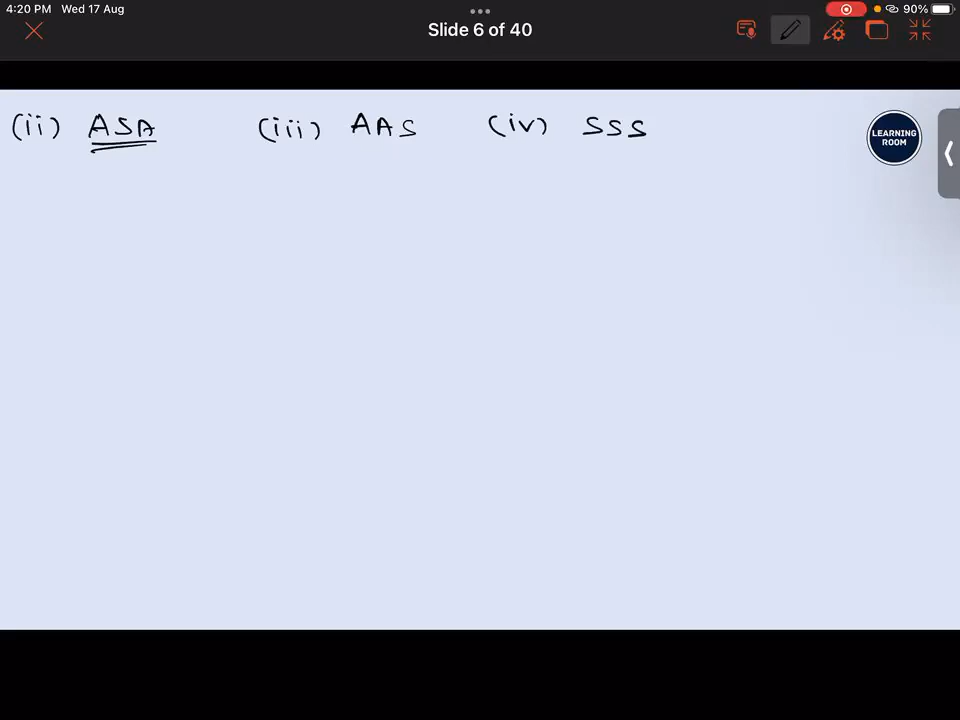 4:20 PM Wed 17 Aug
90%
Slide 6 of 40
(ii) ASA (iii) AAS (iv) SSS
LEARNING
ROOM